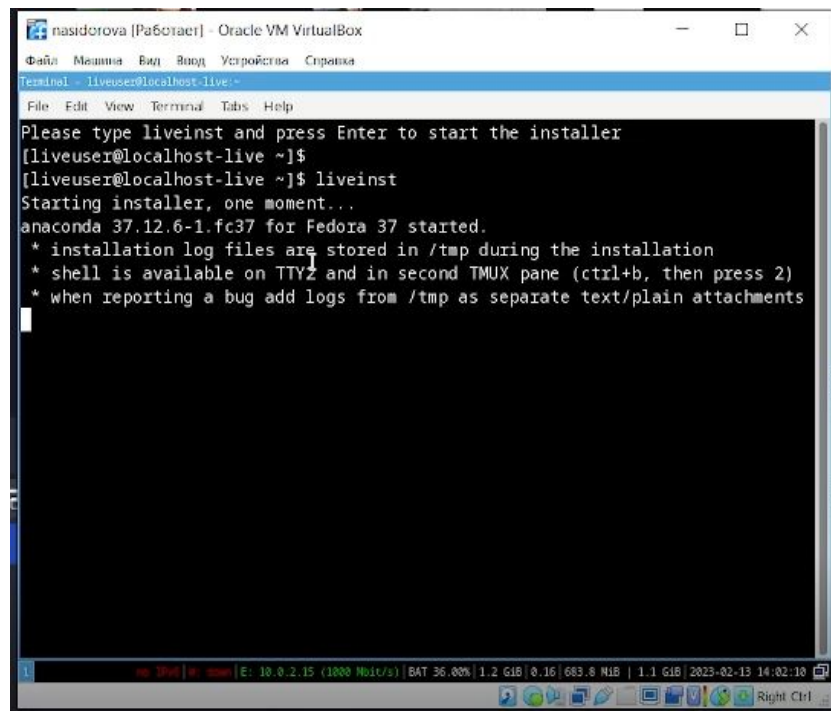 nasidorova [Работает] - Oracle VM VirtualBox
Файл Машина Вид Ввод Устройства Справка
Terminal - liveuser@localhost-live:~
File Edit View Terminal Tabs Help
Please type liveinst and press Enter to start the installer
[liveuser@localhost-live ~]$
[liveuser@localhost-live ~]$ liveinst
Starting installer, one moment...
anaconda 37.12.6-1.fc37 for Fedora 37 started.
* installation log files are stored in /tmp during the installation
* shell is available on TTY2 and in second TMUX pane (ctrl+b, then press 2)
* when reporting a bug add logs from /tmp as separate text/plain attachments
1 no IPv6|W: down|E: 10.0.2.15 (1000 Mbit/s)|BAT 36.00%|1.2 GiB|0.16|683.8 MiB | 1.1 GiB|2023-02-13 14:02:10
Right Ctrl